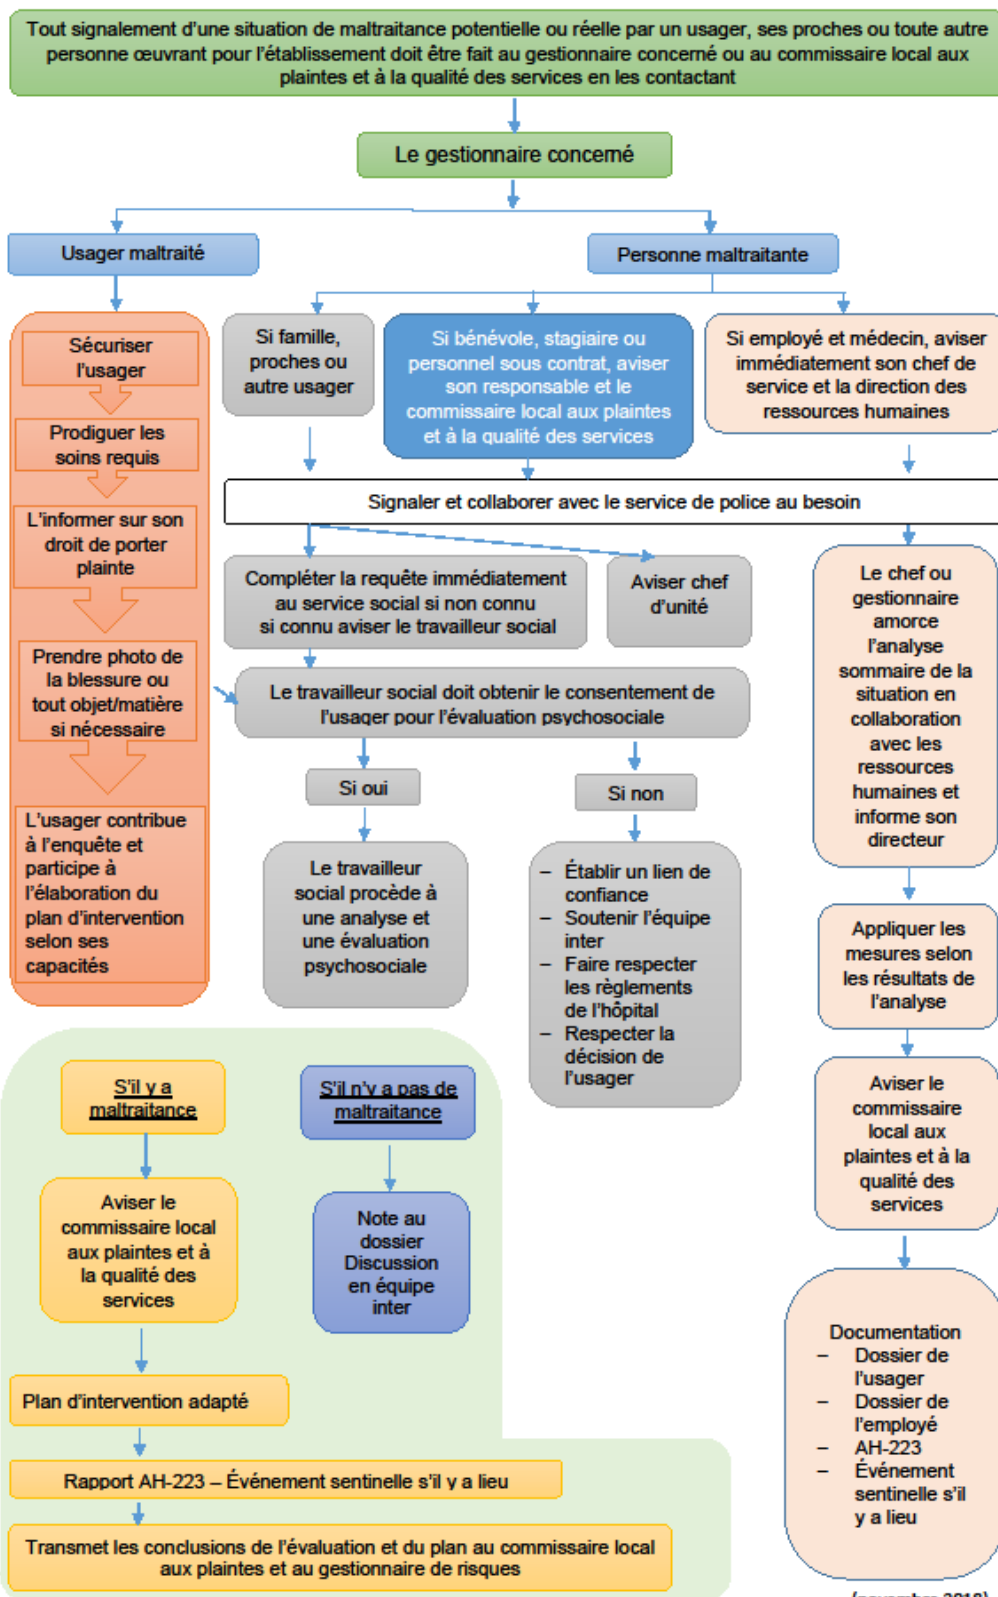 Tout signalement d'une situation de maltraitance potentielle ou réelle par un usager, ses proches ou toute autre
personne œuvrant pour l'établissement doit être fait au gestionnaire concerné ou au commissaire local aux
plaintes et à la qualité des services en les contactant
Le gestionnaire concerné
Usager maltraité
Personne maltraitante
Sécuriser
l'usager
Prodiguer les
soins requis
L'informer sur son
droit de porter
plainte
Prendre photo de
la blessure ou
tout objet/matière
si nécessaire
L'usager contribue
à l'enquête et
participe à
l'élaboration du
plan d'intervention
selon ses
capacités
Si famille,
proches ou
autre usager
Si bénévole, stagiaire ou
personnel sous contrat, aviser
son responsable et le
commissaire local aux plaintes
et à la qualité des services
Si employé et médecin, aviser
immédiatement son chef de
service et la direction des
ressources humaines
Signaler et collaborer avec le service de police au besoin
Compléter la requête immédiatement
au service social si non connu
si connu aviser le travailleur social
Aviser chef
d'unité
Le travailleur social doit obtenir le consentement de
l'usager pour l'évaluation psychosociale
Si oui
Si non
Le travailleur
social procède à
une analyse et
une évaluation
psychosociale
– Établir un lien de
confiance
– Soutenir l'équipe
inter
– Faire respecter
les règlements
de l'hôpital
– Respecter la
décision de
l'usager
Le chef ou
gestionnaire
amorce
l'analyse
sommaire de la
situation en
collaboration
avec les
ressources
humaines et
informe son
directeur
Appliquer les
mesures selon
les résultats de
l'analyse
Aviser le
commissaire
local aux
plaintes et à la
qualité des
services
Documentation
– Dossier de
l'usager
– Dossier de
l'employé
– AH-223
– Événement
sentinelle s'il
y a lieu
S'il y a
maltraitance
S'il n'y a pas de
maltraitance
Aviser le
commissaire local
aux plaintes et à
la qualité des
services
Note au
dossier
Discussion
en équipe
inter
Plan d'intervention adapté
Rapport AH-223 – Événement sentinelle s'il y a lieu
Transmet les conclusions de l'évaluation et du plan au commissaire local
aux plaintes et au gestionnaire de risques